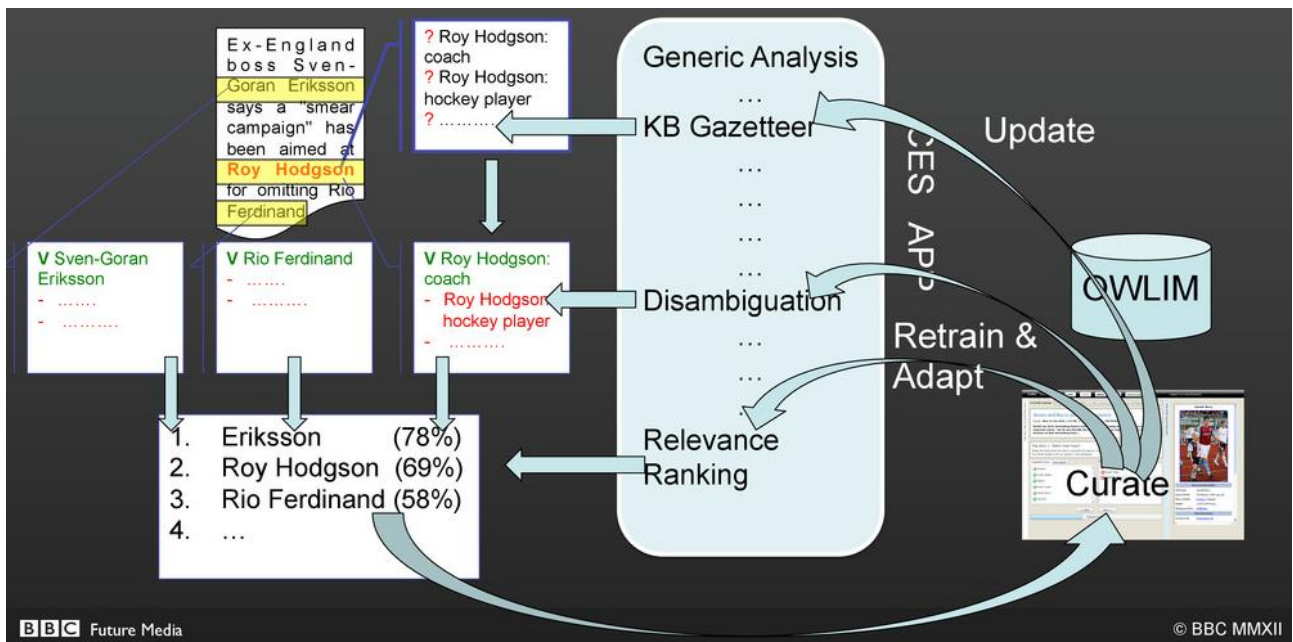 Ex-England
boss Sven-
Goran Eriksson
says a "smear
campaign" has
been aimed at
Roy Hodgson
for omitting Rio
Ferdinand
? Roy Hodgson:
coach
? Roy Hodgson:
hockey player
? ……….
Generic Analysis
…
KB Gazetteer
…
…
…
Disambiguation
…
…
…
Relevance
Ranking
CES API
Update
Retrain &
Adapt
OWLIM
Curate
V Sven-Goran
Eriksson
- …….
- ……….
V Rio Ferdinand
- …….
- ……….
V Roy Hodgson:
coach
- Roy Hodgson
hockey player
- ……….
1. Eriksson (78%)
2. Roy Hodgson (69%)
3. Rio Ferdinand (58%)
4. …
BBC Future Media
© BBC MMXII